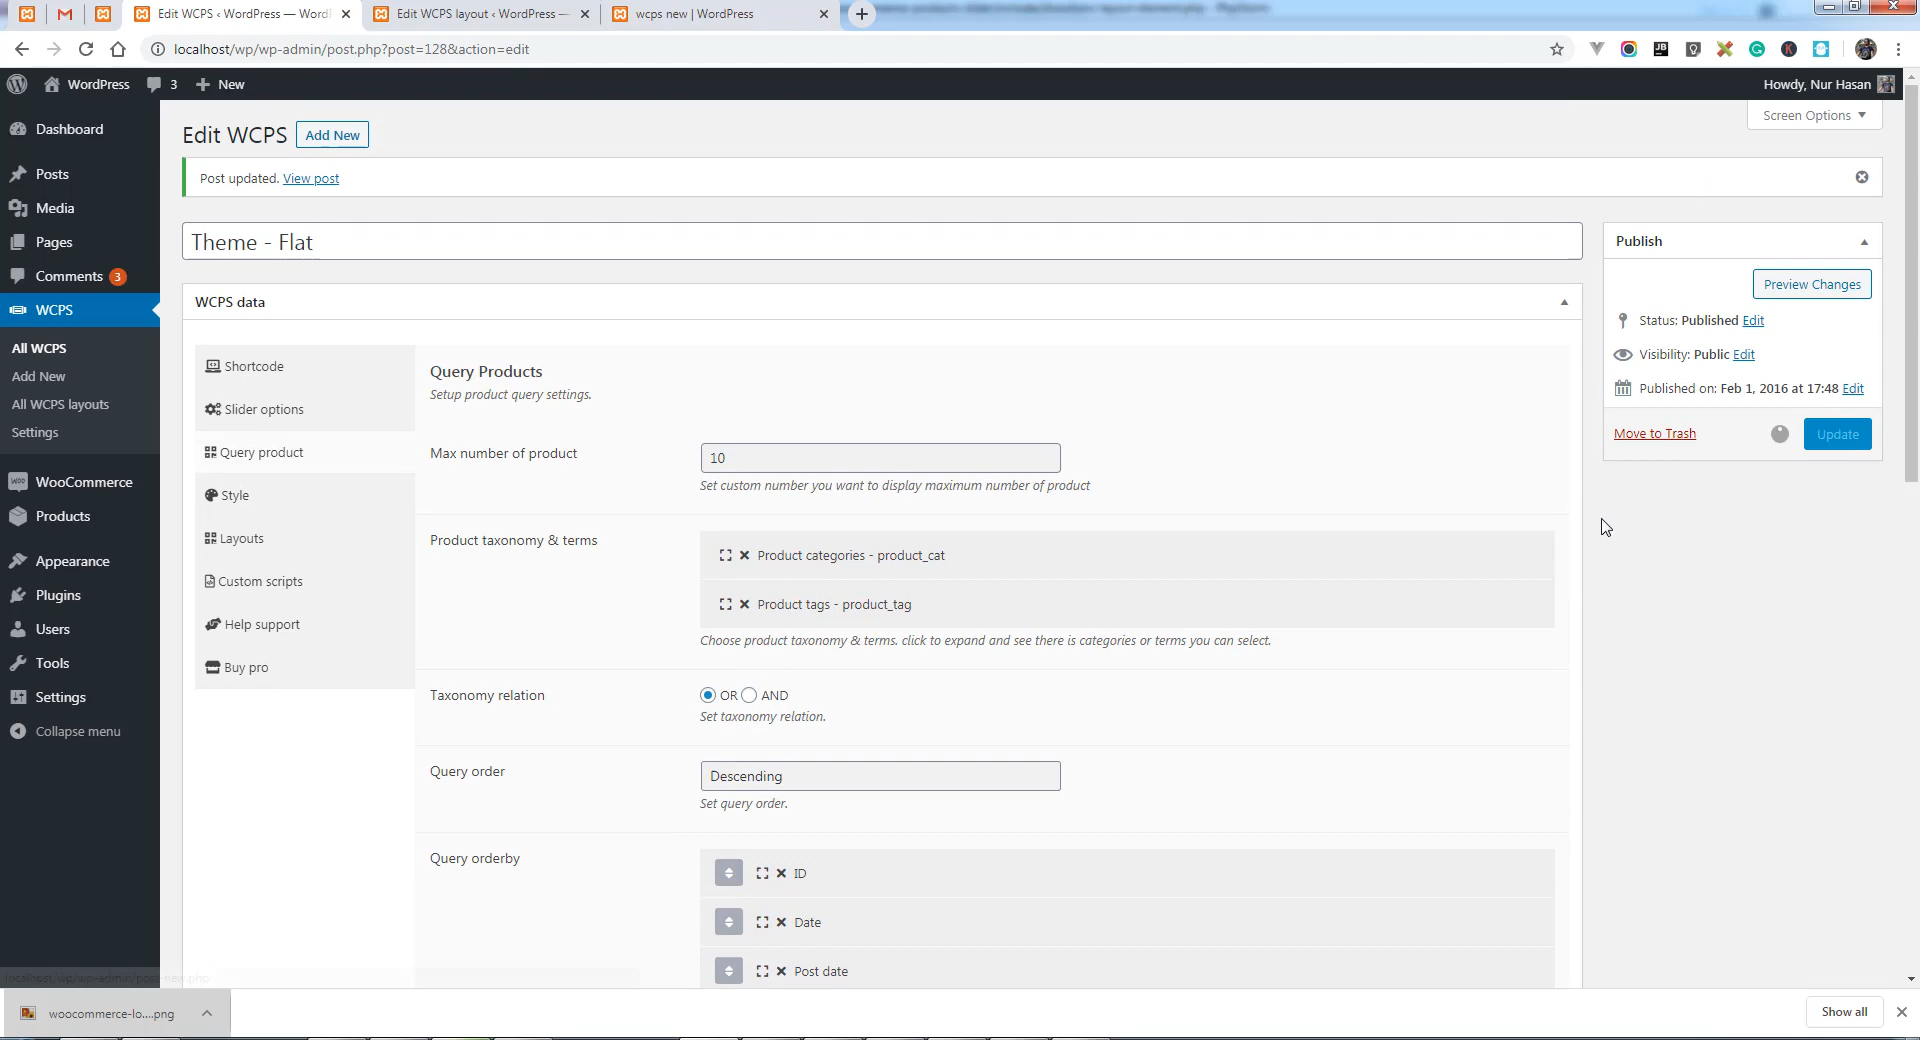 Edit WCPS ‹ WordPress — Word
Edit WCPS layout ‹ WordPress —
wcps new | WordPress
localhost/wp/wp-admin/post.php?post=128&action=edit
WordPress
3
New
Howdy, Nur Hasan
Screen Options
Dashboard
Posts
Media
Pages
Comments 3
WCPS
All WCPS
Add New
All WCPS layouts
Settings
WooCommerce
Products
Appearance
Plugins
Users
Tools
Settings
Collapse menu
Edit WCPS
Add New
Post updated. View post
Theme - Flat
WCPS data
Shortcode
Slider options
Query product
Style
Layouts
Custom scripts
Help support
Buy pro
Query Products
Setup product query settings.
Max number of product
10
Set custom number you want to display maximum number of product
Product taxonomy & terms
Product categories - product_cat
Product tags - product_tag
Choose product taxonomy & terms. click to expand and see there is categories or terms you can select.
Taxonomy relation
OR AND
Set taxonomy relation.
Query order
Descending
Set query order.
Query orderby
ID
Date
Post date
Publish
Preview Changes
Status: Published Edit
Visibility: Public Edit
Published on: Feb 1, 2016 at 17:48 Edit
Move to Trash
Update
localhost/wp/wp-admin/post-new.php
woocommerce-lo....png
Show all